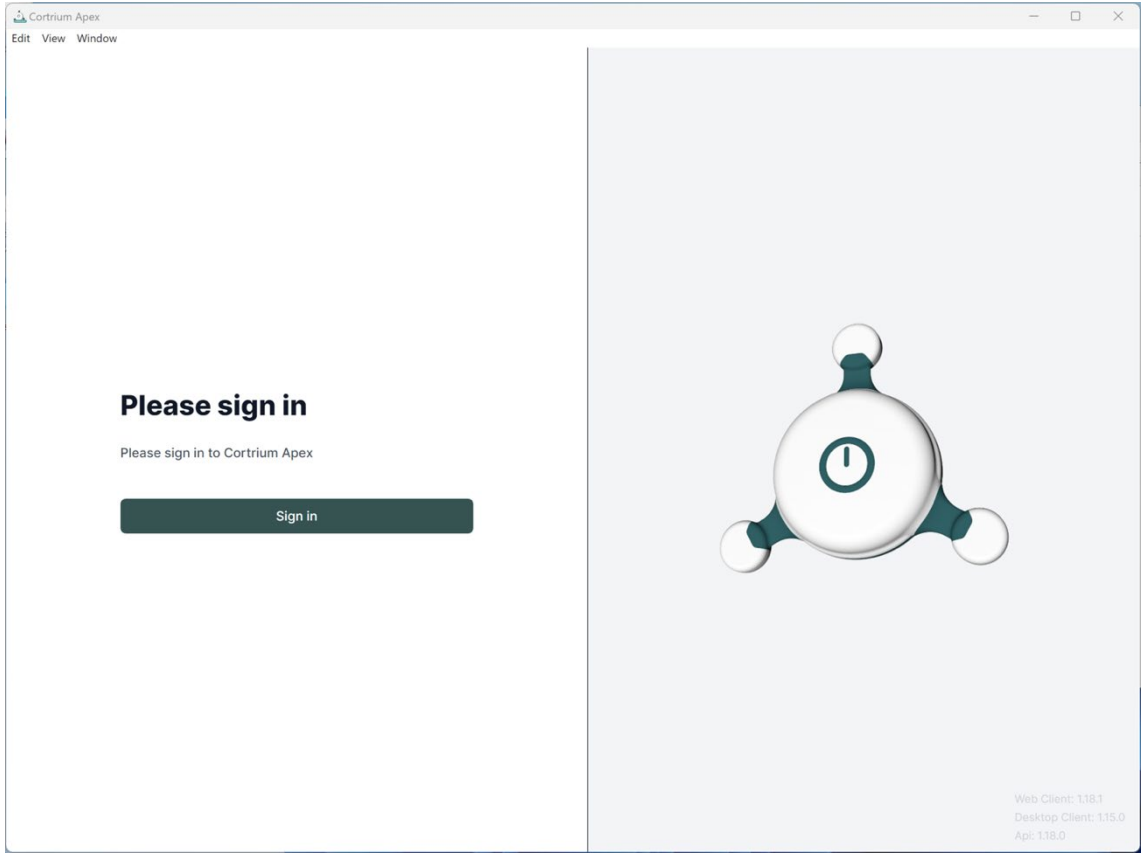 Cortrium Apex
Edit View Window
Please sign in
Please sign in to Cortrium Apex
Sign in
Web Client: 1.18.1
Desktop Client: 1.15.0
Api: 1.18.0